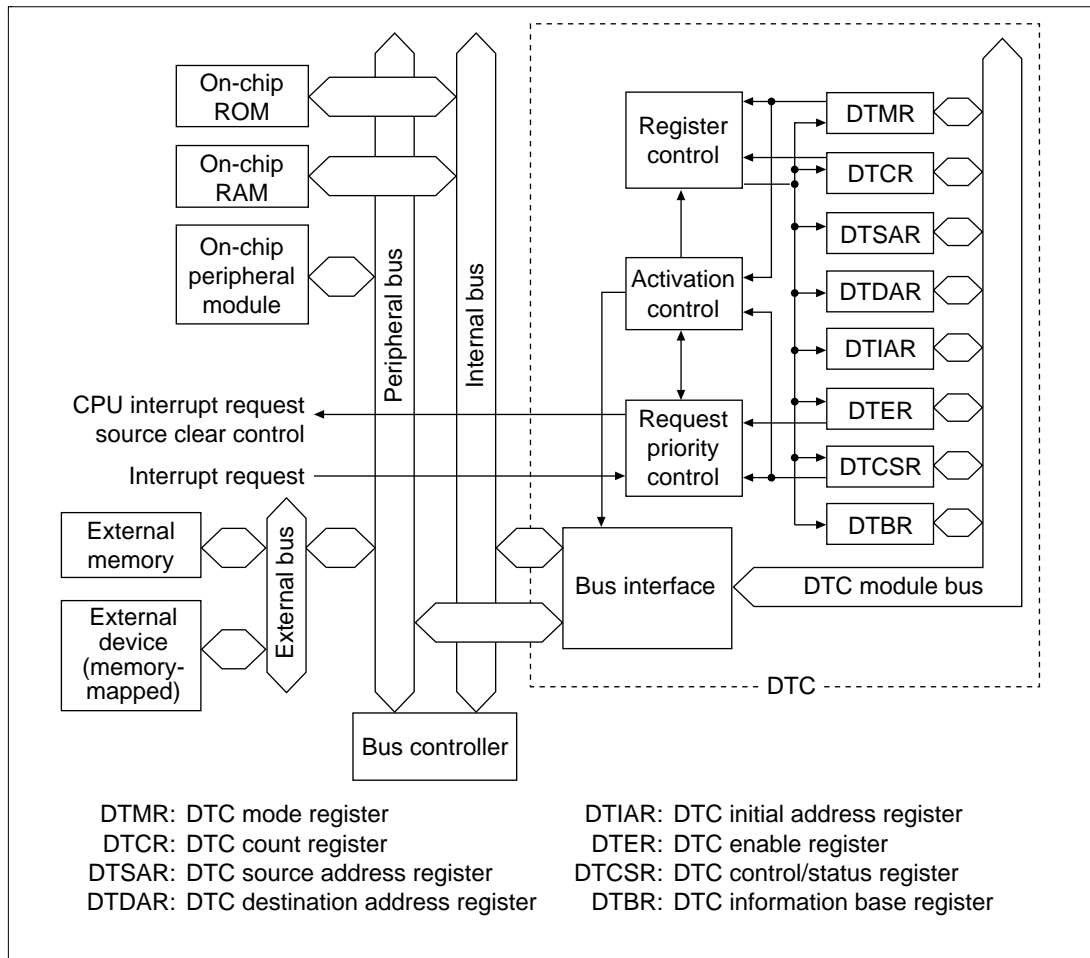 On-chip
ROM
On-chip
RAM
On-chip
peripheral
module
Peripheral bus
Internal bus
CPU interrupt request
source clear control
Interrupt request
External
memory
External
device
(memory-
mapped)
External bus
Bus controller
Register
control
Activation
control
Request
priority
control
Bus interface
DTMR
DTCR
DTSAR
DTDAR
DTIAR
DTER
DTCSR
DTBR
DTC module bus
DTC
DTMR: DTC mode register
DTCR: DTC count register
DTSAR: DTC source address register
DTDAR: DTC destination address register
DTIAR: DTC initial address register
DTER: DTC enable register
DTCSR: DTC control/status register
DTBR: DTC information base register